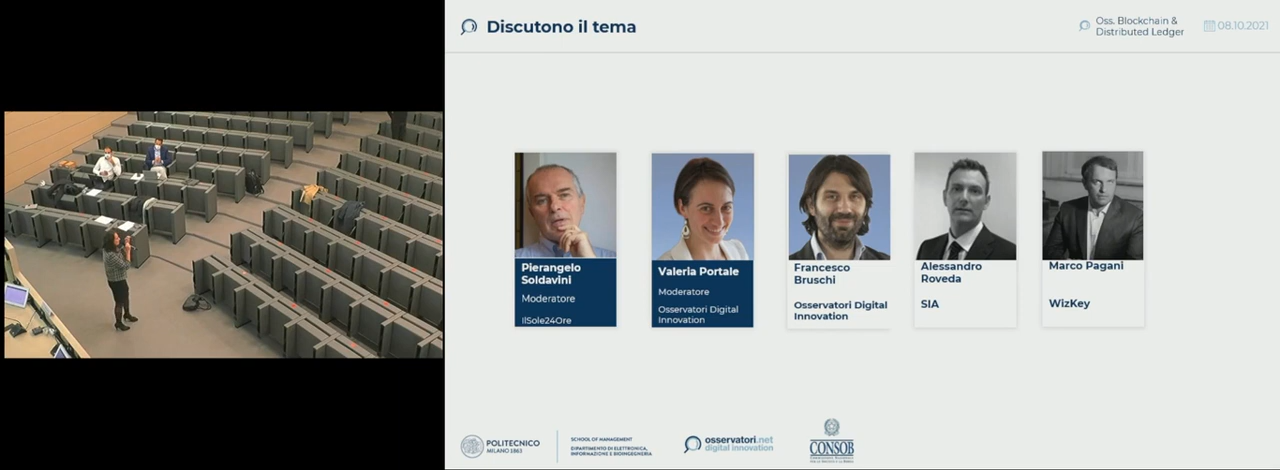 Discutono il tema
Oss. Blockchain &
Distributed Ledger
08.10.2021
Pierangelo
Soldavini
Moderatore
IlSole24Ore
Valeria Portale
Moderatore
Osservatori Digital
Innovation
Francesco
Bruschi
Osservatori Digital
Innovation
Alessandro
Roveda
SIA
Marco Pagani
WizKey
POLITECNICO
MILANO 1863
SCHOOL OF MANAGEMENT
DIPARTIMENTO DI ELETTRONICA,
INFORMAZIONE E BIOINGEGNERIA
osservatori.net
digital innovation
CONSOB